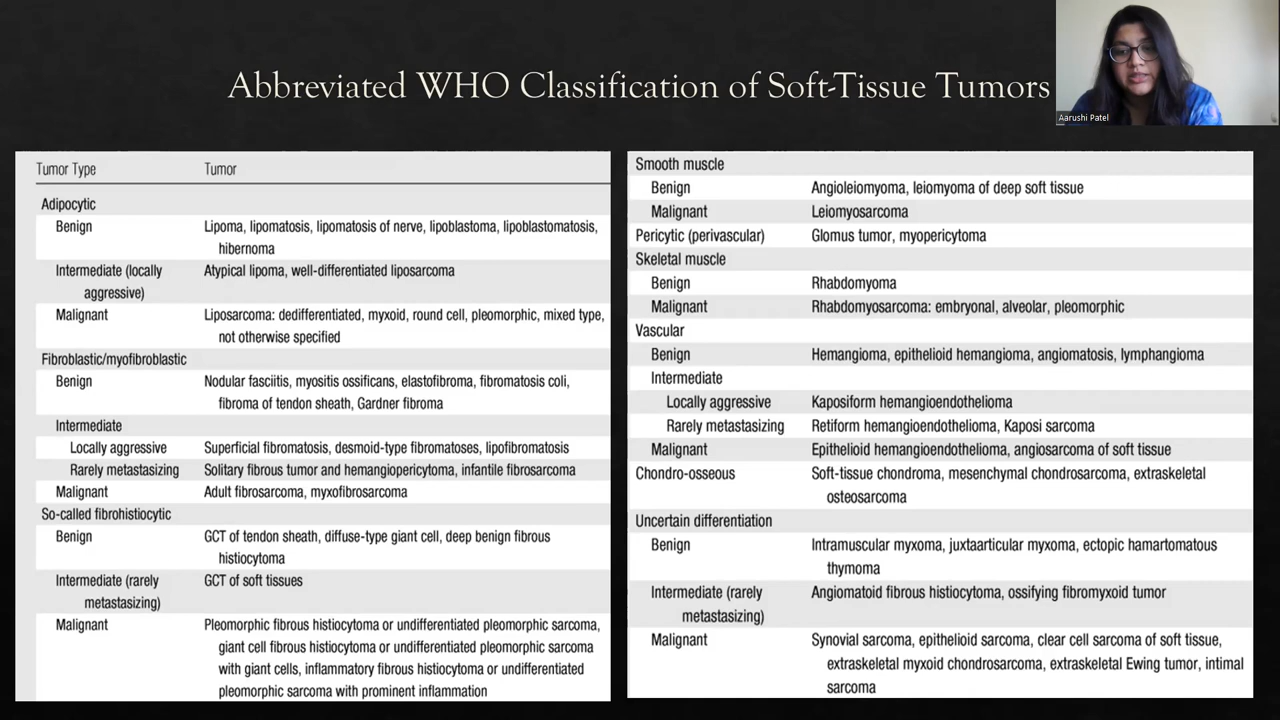 Abbreviated WHO Classification of Soft-Tissue Tumors
Aarushi Patel
Tumor Type Tumor
Adipocytic
Benign Lipoma, lipomatosis, lipomatosis of nerve, lipoblastoma, lipoblastomatosis,
hibernoma
Intermediate (locally Atypical lipoma, well-differentiated liposarcoma
aggressive)
Malignant Liposarcoma: dedifferentiated, myxoid, round cell, pleomorphic, mixed type,
not otherwise specified
Fibroblastic/myofibroblastic
Benign Nodular fasciitis, myositis ossificans, elastofibroma, fibromatosis coli,
fibroma of tendon sheath, Gardner fibroma
Intermediate
Locally aggressive Superficial fibromatosis, desmoid-type fibromatoses, lipofibromatosis
Rarely metastasizing Solitary fibrous tumor and hemangiopericytoma, infantile fibrosarcoma
Malignant Adult fibrosarcoma, myxofibrosarcoma
So-called fibrohistiocytic
Benign GCT of tendon sheath, diffuse-type giant cell, deep benign fibrous
histiocytoma
Intermediate (rarely GCT of soft tissues
metastasizing)
Malignant Pleomorphic fibrous histiocytoma or undifferentiated pleomorphic sarcoma,
giant cell fibrous histiocytoma or undifferentiated pleomorphic sarcoma
with giant cells, inflammatory fibrous histiocytoma or undifferentiated
pleomorphic sarcoma with prominent inflammation
Smooth muscle
Benign Angioleiomyoma, leiomyoma of deep soft tissue
Malignant Leiomyosarcoma
Pericytic (perivascular) Glomus tumor, myopericytoma
Skeletal muscle
Benign Rhabdomyoma
Malignant Rhabdomyosarcoma: embryonal, alveolar, pleomorphic
Vascular
Benign Hemangioma, epithelioid hemangioma, angiomatosis, lymphangioma
Intermediate
Locally aggressive Kaposiform hemangioendothelioma
Rarely metastasizing Retiform hemangioendothelioma, Kaposi sarcoma
Malignant Epithelioid hemangioendothelioma, angiosarcoma of soft tissue
Chondro-osseous Soft-tissue chondroma, mesenchymal chondrosarcoma, extraskeletal
osteosarcoma
Uncertain differentiation
Benign Intramuscular myxoma, juxtaarticular myxoma, ectopic hamartomatous
thymoma
Intermediate (rarely Angiomatoid fibrous histiocytoma, ossifying fibromyxoid tumor
metastasizing)
Malignant Synovial sarcoma, epithelioid sarcoma, clear cell sarcoma of soft tissue,
extraskeletal myxoid chondrosarcoma, extraskeletal Ewing tumor, intimal
sarcoma